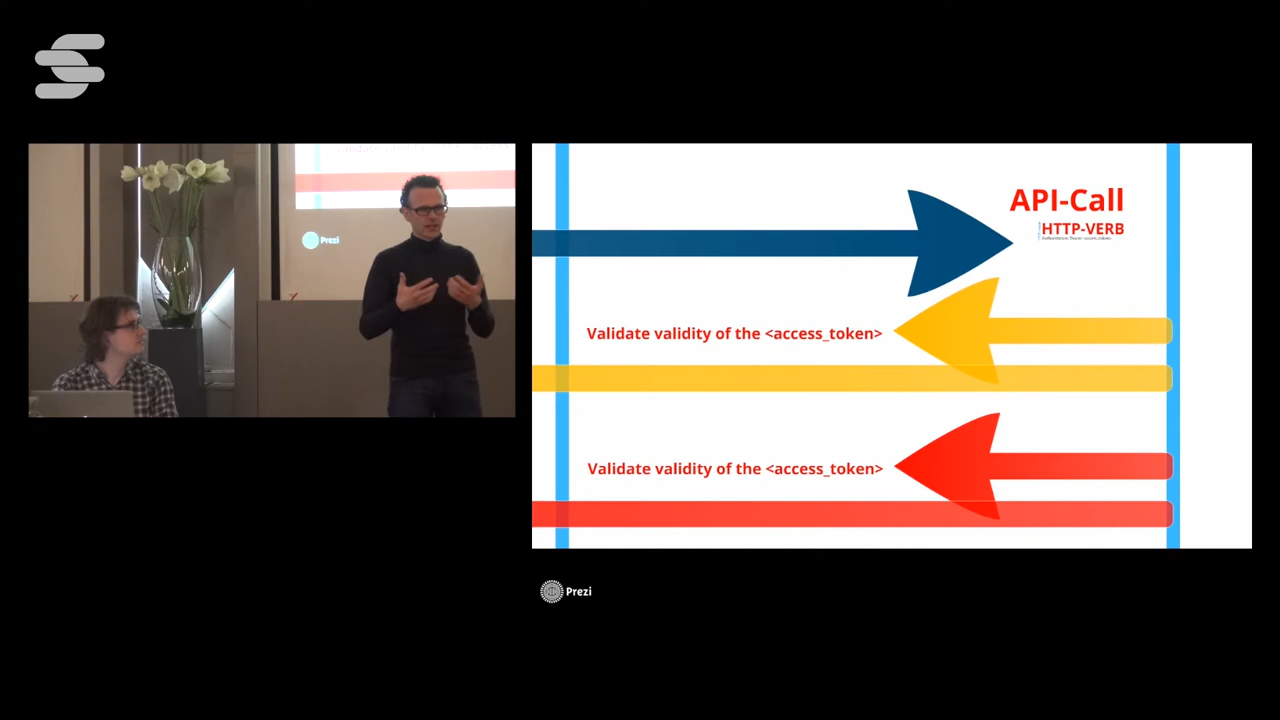 Prezi
API-Call
HTTP-VERB
Validate validity of the <access_token>
Validate validity of the <access_token>
Prezi